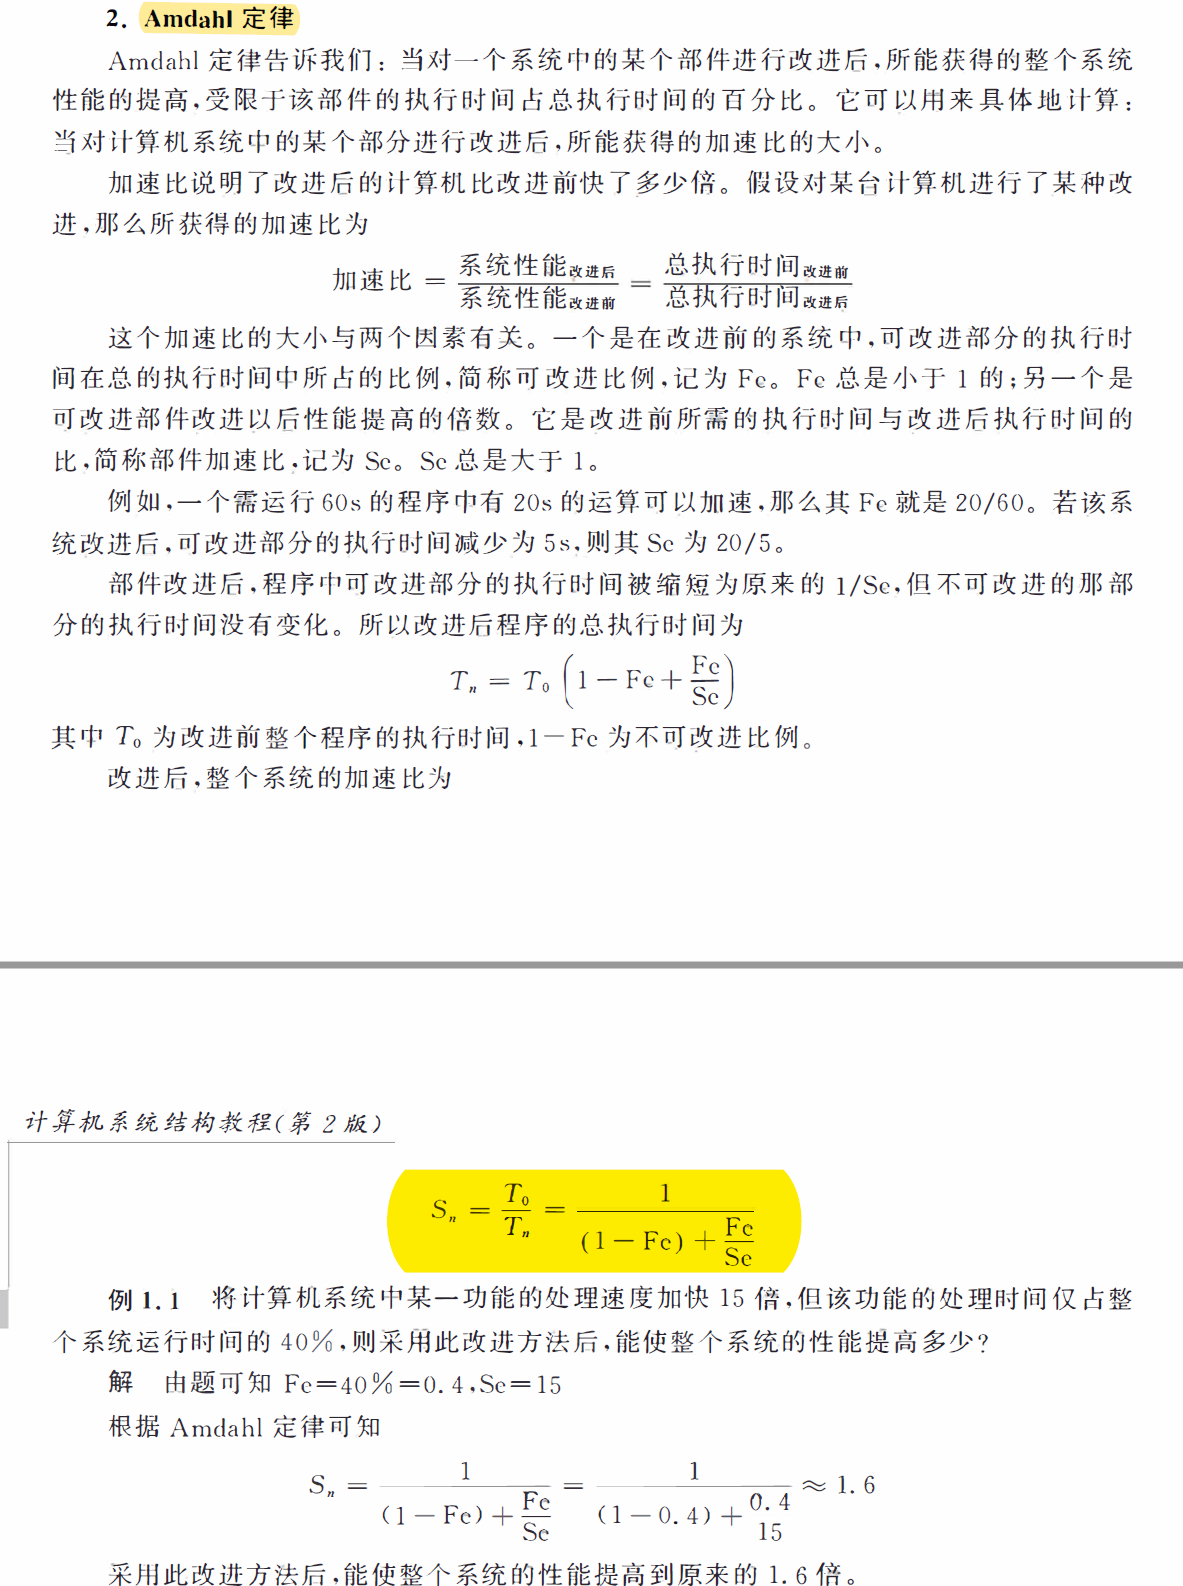 2. Amdahl 定律
Amdahl 定律告诉我们：当对一个系统中的某个部件进行改进后,所能获得的整个系统
性能的提高,受限于该部件的执行时间占总执行时间的百分比。它可以用来具体地计算：
当对计算机系统中的某个部分进行改进后,所能获得的加速比的大小。
加速比说明了改进后的计算机比改进前快了多少倍。假设对某台计算机进行了某种改
进,那么所获得的加速比为
加速比 = 系统性能改进后 / 系统性能改进前 = 总执行时间改进前 / 总执行时间改进后
这个加速比的大小与两个因素有关。一个是在改进前的系统中,可改进部分的执行时
间在总的执行时间中所占的比例,简称可改进比例,记为 Fe。Fe 总是小于 1 的;另一个是
可改进部件改进以后性能提高的倍数。它是改进前所需的执行时间与改进后执行时间的
比,简称部件加速比,记为 Se。Se 总是大于 1。
例如,一个需运行 60s 的程序中有 20s 的运算可以加速,那么其 Fe 就是 20/60。若该系
统改进后,可改进部分的执行时间减少为 5s,则其 Se 为 20/5。
部件改进后,程序中可改进部分的执行时间被缩短为原来的 1/Se,但不可改进的那部
分的执行时间没有变化。所以改进后程序的总执行时间为
Tn = T0 (1 − Fe + Fe/Se)
其中 T0 为改进前整个程序的执行时间,1−Fe 为不可改进比例。
改进后,整个系统的加速比为
计算机系统结构教程(第 2 版)
Sn = T0/Tn = 1 / ((1 − Fe) + Fe/Se)
例 1.1 将计算机系统中某一功能的处理速度加快 15 倍,但该功能的处理时间仅占整
个系统运行时间的 40%,则采用此改进方法后,能使整个系统的性能提高多少?
解 由题可知 Fe=40%=0.4,Se=15
根据 Amdahl 定律可知
Sn = 1 / ((1 − Fe) + Fe/Se) = 1 / ((1 − 0.4) + 0.4/15) ≈ 1.6
采用此改进方法后,能使整个系统的性能提高到原来的 1.6 倍。